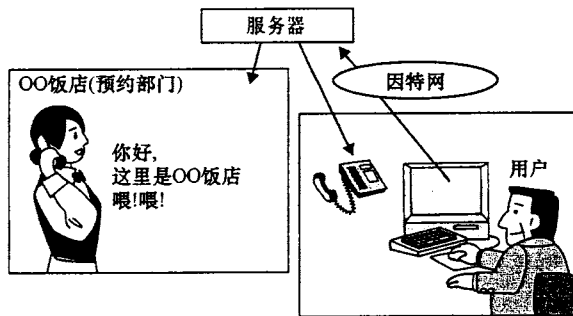 服务器
OO饭店(预约部门)
因特网
你好,
这里是OO饭店
喂!喂!
用户